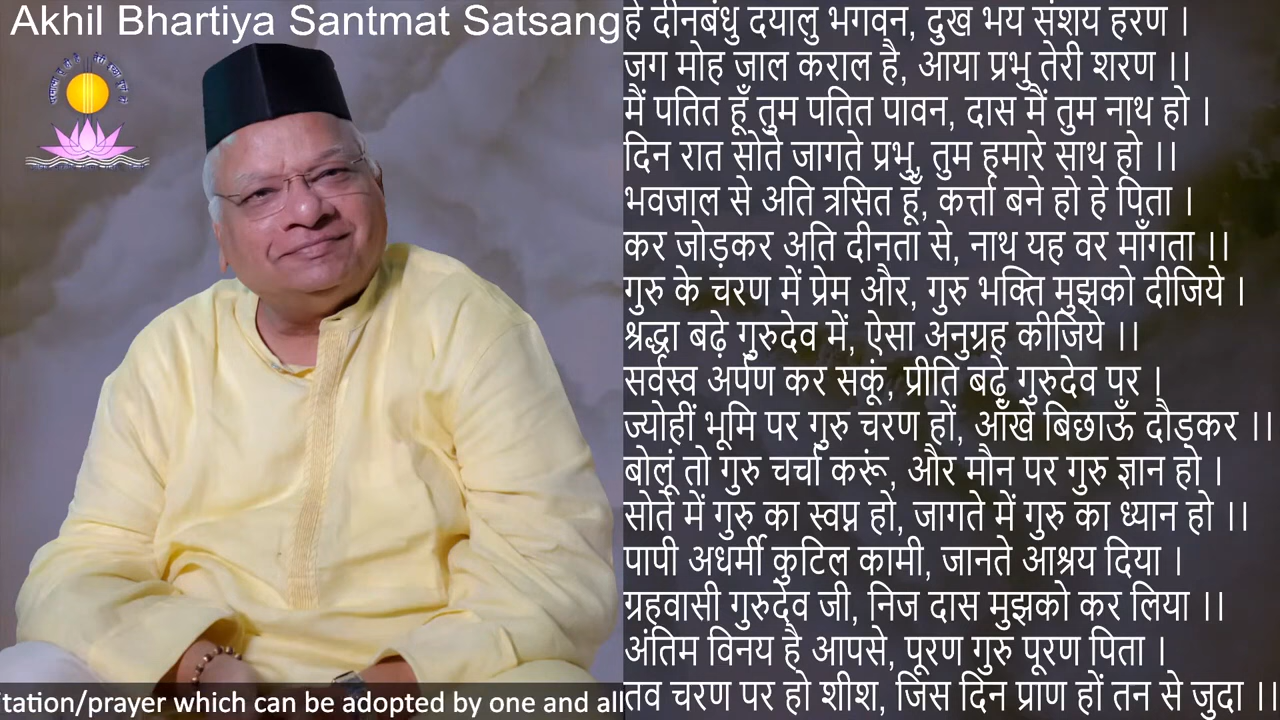 Akhil Bhartiya Santmat Satsang
हे दीनबंधु दयालु भगवन, दुख भय संशय हरण ।
जग मोह जाल कराल है, आया प्रभु तेरी शरण ।।
मैं पतित हूँ तुम पतित पावन, दास मैं तुम नाथ हो ।
दिन रात सोते जागते प्रभु, तुम हमारे साथ हो ।।
भवजाल से अति त्रसित हूँ, कर्त्ता बने हो हे पिता ।
कर जोड़कर अति दीनता से, नाथ यह वर माँगता ।।
गुरु के चरण में प्रेम और, गुरु भक्ति मुझको दीजिये ।
श्रद्धा बढ़े गुरुदेव में, ऐसा अनुग्रह कीजिये ।।
सर्वस्व अर्पण कर सकूं, प्रीति बढ़े गुरुदेव पर ।
ज्योहीं भूमि पर गुरु चरण हों, आँखें बिछाऊँ दौड़कर ।।
बोलूं तो गुरु चर्चा करूं, और मौन पर गुरु ज्ञान हो ।
सोते में गुरु का स्वप्न हो, जागते में गुरु का ध्यान हो ।।
पापी अधर्मी कुटिल कामी, जानते आश्रय दिया ।
ग्रहवासी गुरुदेव जी, निज दास मुझको कर लिया ।।
अंतिम विनय है आपसे, पूरण गुरु पूरण पिता ।
तव चरण पर हो शीश, जिस दिन प्राण हों तन से जुदा ।।
tation/prayer which can be adopted by one and all